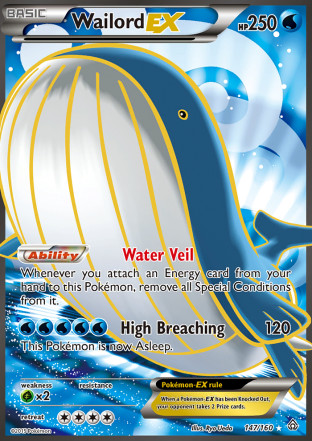 BASIC Wailord EX HP250
Ability Water Veil
Whenever you attach an Energy card from your
hand to this Pokémon, remove all Special Conditions
from it.
High Breaching 120
This Pokémon is now Asleep.
weakness resistance
×2
retreat
Pokémon-EX rule
When a Pokémon-EX has been Knocked Out,
your opponent takes 2 Prize cards.
©2015 Pokémon Illus. Ryo Ueda 147/160